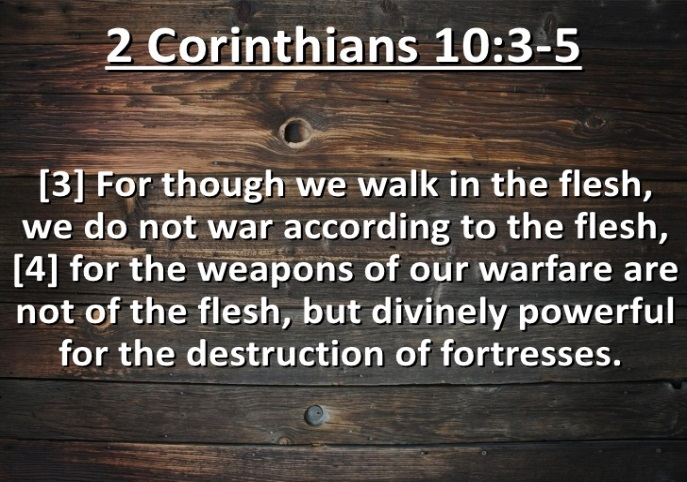 2 Corinthians 10:3-5
[3] For though we walk in the flesh,
we do not war according to the flesh,
[4] for the weapons of our warfare are
not of the flesh, but divinely powerful
for the destruction of fortresses.